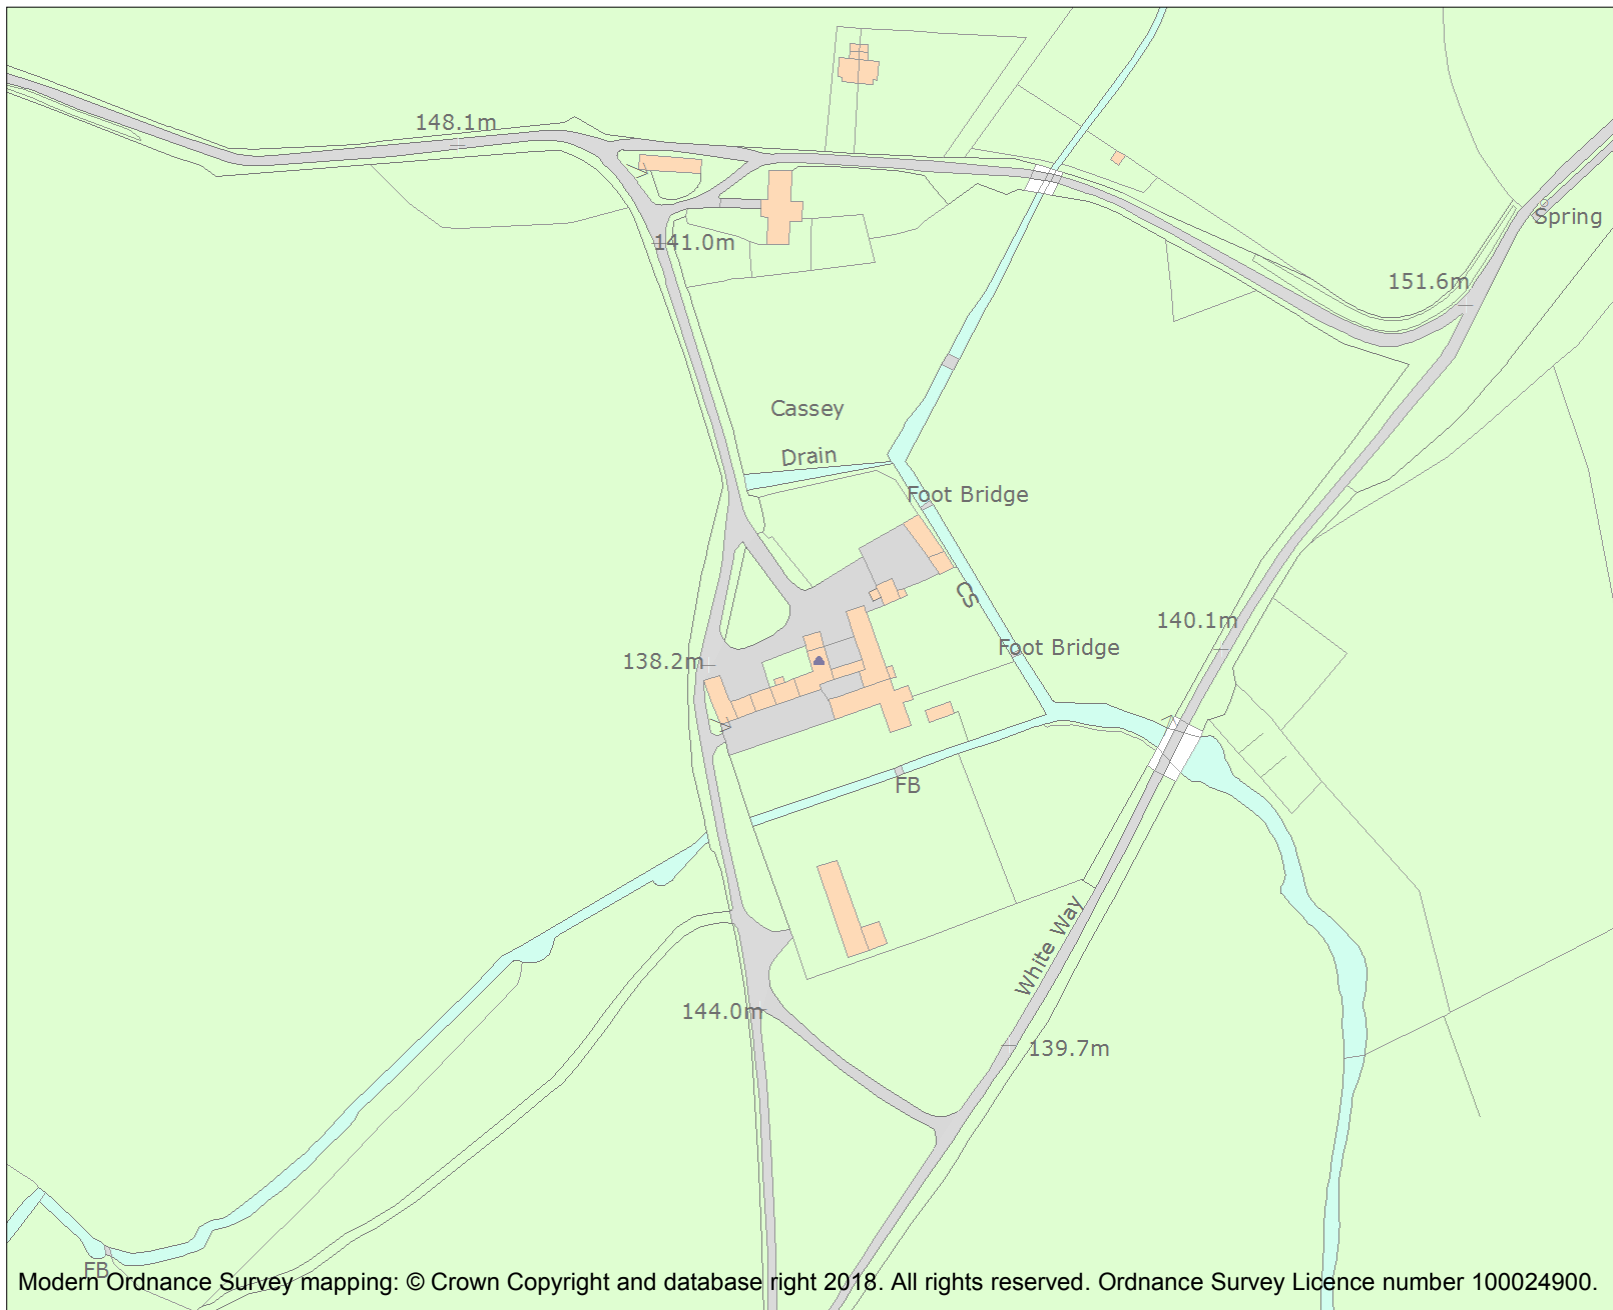 148.1m
Spring
141.0m
151.6m
Cassey
Drain
Foot Bridge
CS
140.1m
Foot Bridge
138.2m
FB
White Way
144.0m
139.7m
FB
Modern Ordnance Survey mapping: © Crown Copyright and database right 2018. All rights reserved. Ordnance Survey Licence number 100024900.